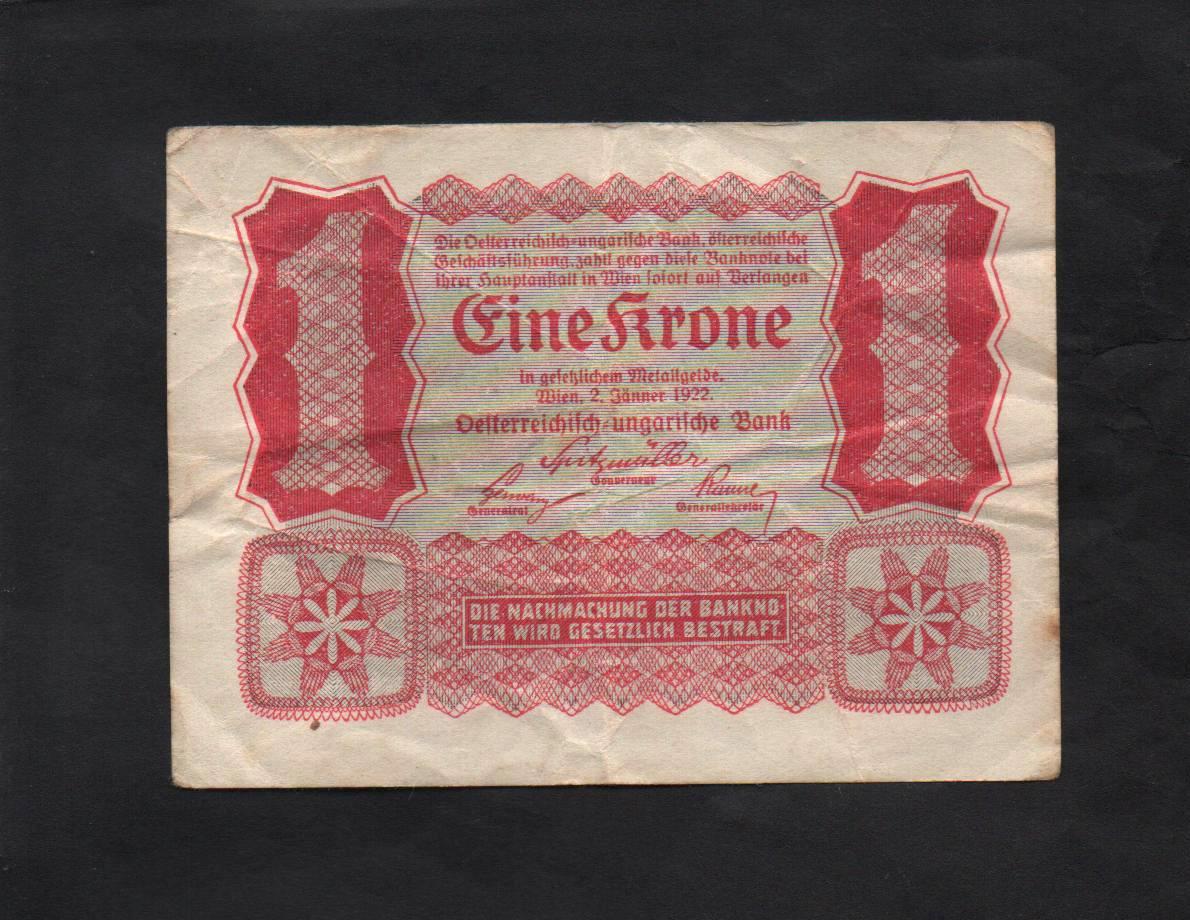 1 1
Die Oesterreichisch-ungarische Bank, österreichische
Geschäftsführung, zahlt gegen diese Banknote bei
ihrer Hauptanstalt in Wien sofort auf Verlangen
Eine Krone
in gesetzlichem Metallgelde.
Wien, 2. Jänner 1922.
Oesterreichisch-ungarische Bank
Spitzmüller
Gouverneur
Generalrat Generalsekretär
DIE NACHMACHUNG DER BANKNO
TEN WIRD GESETZLICH BESTRAFT.